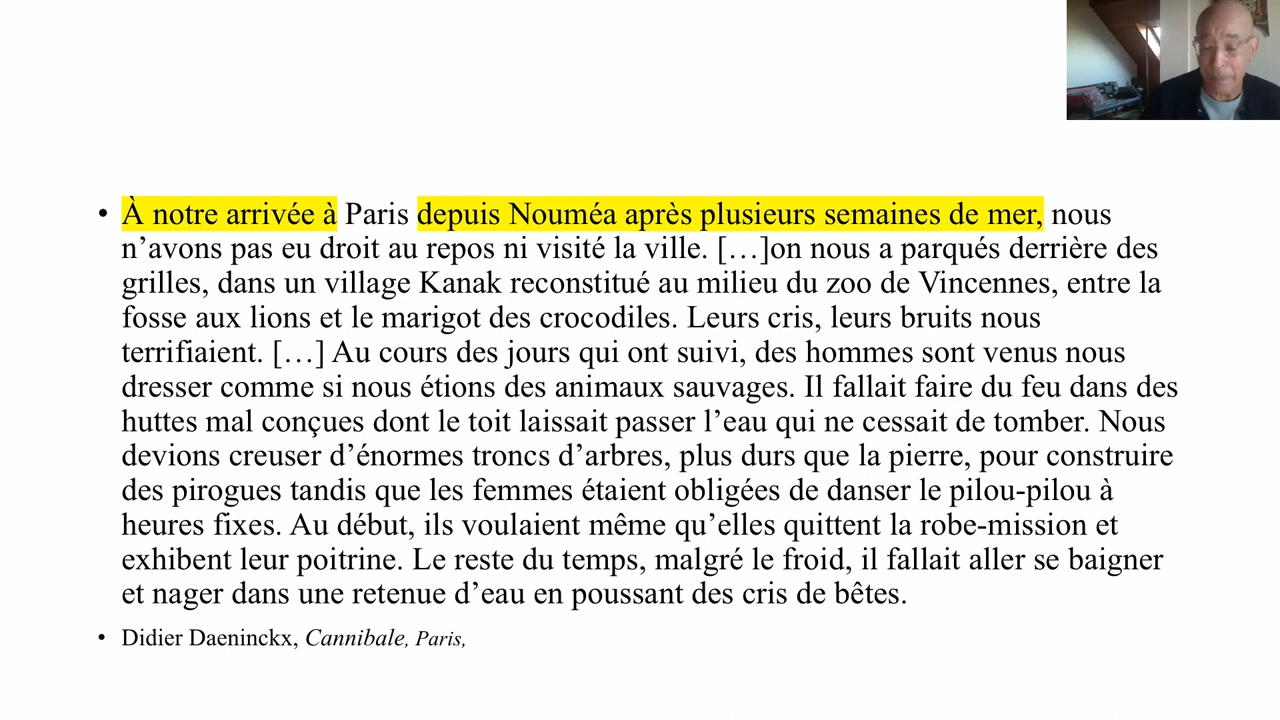 • À notre arrivée à Paris depuis Nouméa après plusieurs semaines de mer, nous
n’avons pas eu droit au repos ni visité la ville. […]on nous a parqués derrière des
grilles, dans un village Kanak reconstitué au milieu du zoo de Vincennes, entre la
fosse aux lions et le marigot des crocodiles. Leurs cris, leurs bruits nous
terrifiaient. […] Au cours des jours qui ont suivi, des hommes sont venus nous
dresser comme si nous étions des animaux sauvages. Il fallait faire du feu dans des
huttes mal conçues dont le toit laissait passer l’eau qui ne cessait de tomber. Nous
devions creuser d’énormes troncs d’arbres, plus durs que la pierre, pour construire
des pirogues tandis que les femmes étaient obligées de danser le pilou-pilou à
heures fixes. Au début, ils voulaient même qu’elles quittent la robe-mission et
exhibent leur poitrine. Le reste du temps, malgré le froid, il fallait aller se baigner
et nager dans une retenue d’eau en poussant des cris de bêtes.
• Didier Daeninckx, Cannibale, Paris,